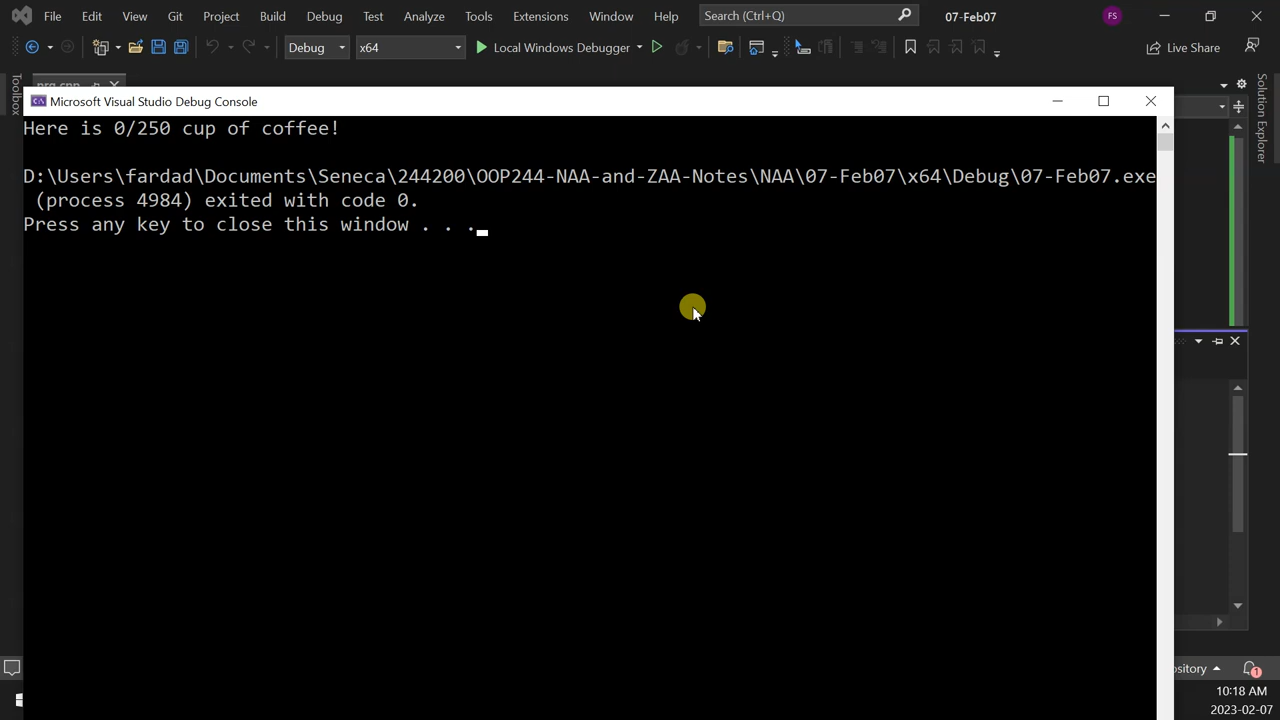 File Edit View Git Project Build Debug Test Analyze Tools Extensions Window Help Search (Ctrl+Q) 07-Feb07 FS
Debug x64 Local Windows Debugger Live Share
Toolbox
prg.cpp
Solution Explorer
Microsoft Visual Studio Debug Console
Here is 0/250 cup of coffee!
D:\Users\fardad\Documents\Seneca\244200\OOP244-NAA-and-ZAA-Notes\NAA\07-Feb07\x64\Debug\07-Feb07.exe
(process 4984) exited with code 0.
Press any key to close this window . . .
ository 1
10:18 AM
2023-02-07